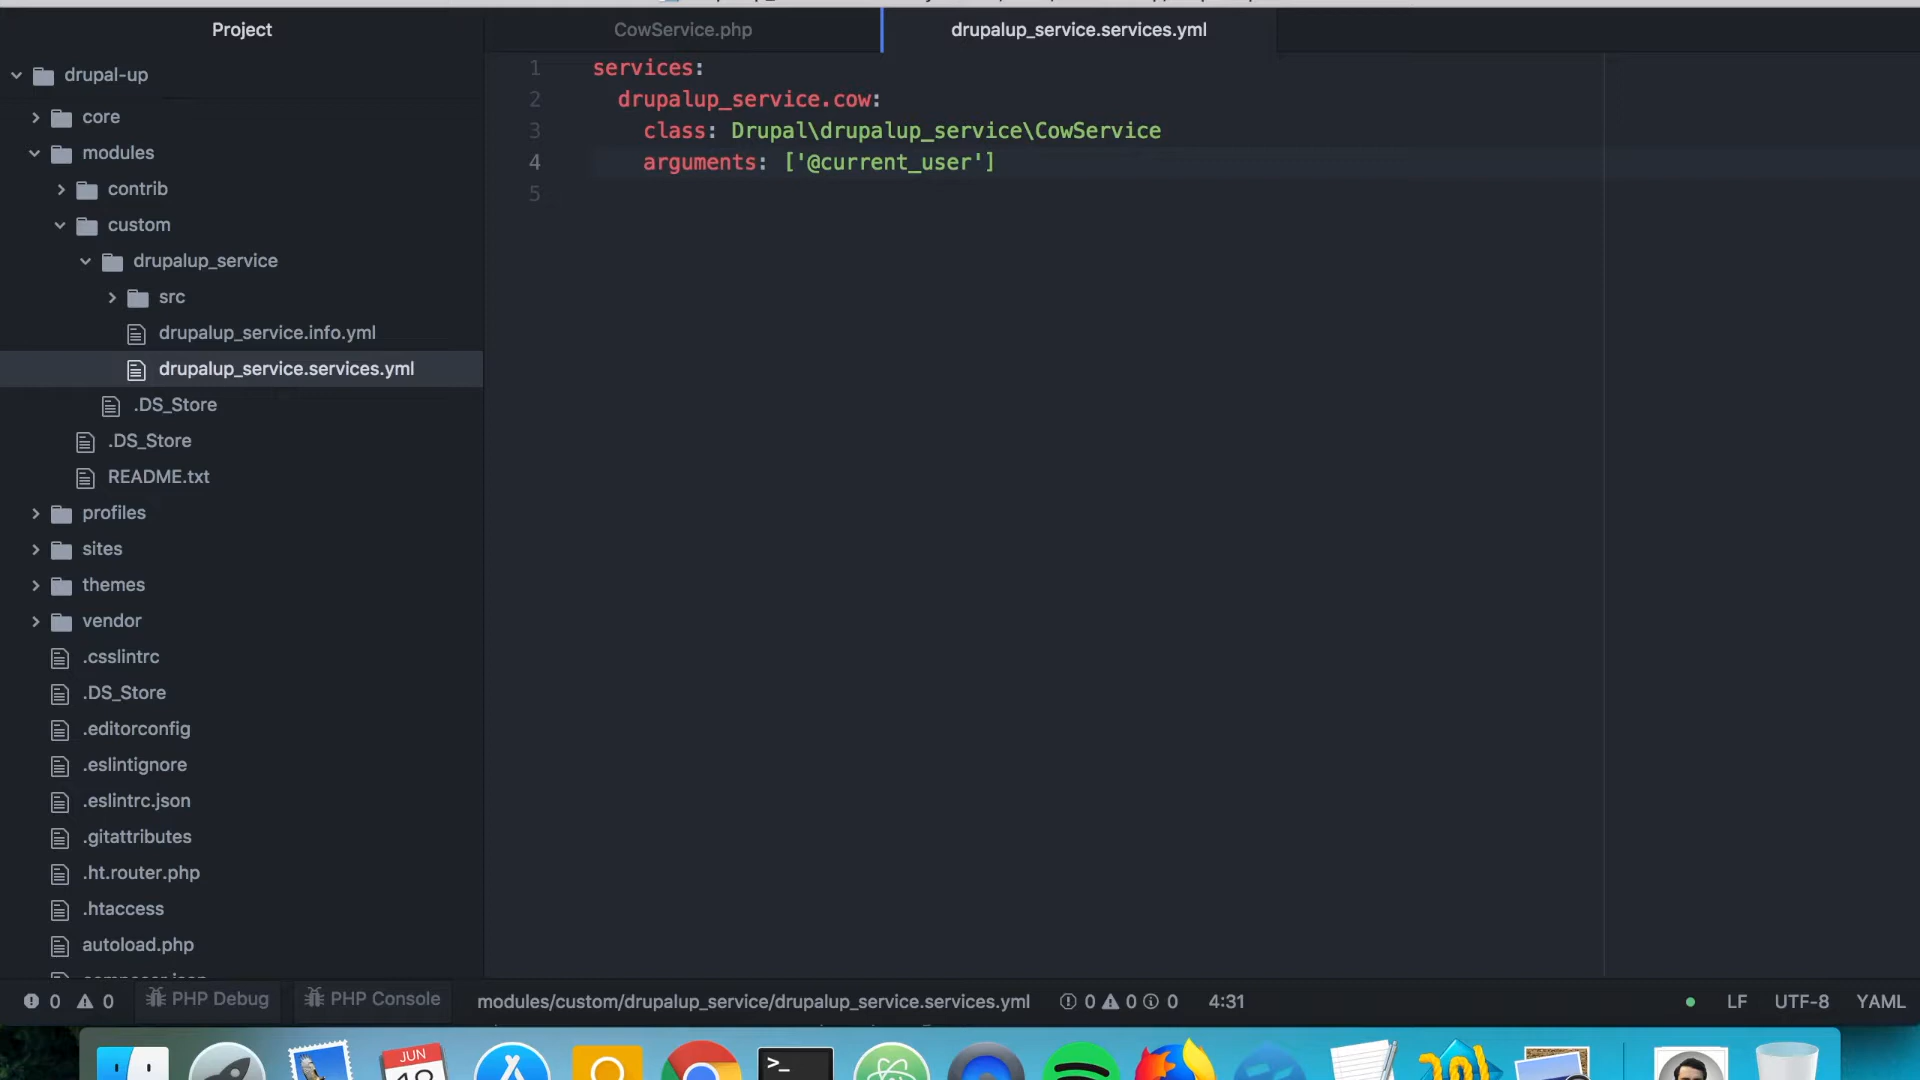 Project
CowService.php
drupalup_service.services.yml
drupal-up
core
modules
contrib
custom
drupalup_service
src
drupalup_service.info.yml
drupalup_service.services.yml
.DS_Store
.DS_Store
README.txt
profiles
sites
themes
vendor
.csslintrc
.DS_Store
.editorconfig
.eslintignore
.eslintrc.json
.gitattributes
.ht.router.php
.htaccess
autoload.php
1 services:
2 drupalup_service.cow:
3 class: Drupal\drupalup_service\CowService
4 arguments: ['@current_user']
5
0 0 PHP Debug PHP Console modules/custom/drupalup_service/drupalup_service.services.yml 0 0 0 4:31 LF UTF-8 YAML
JUN
>_